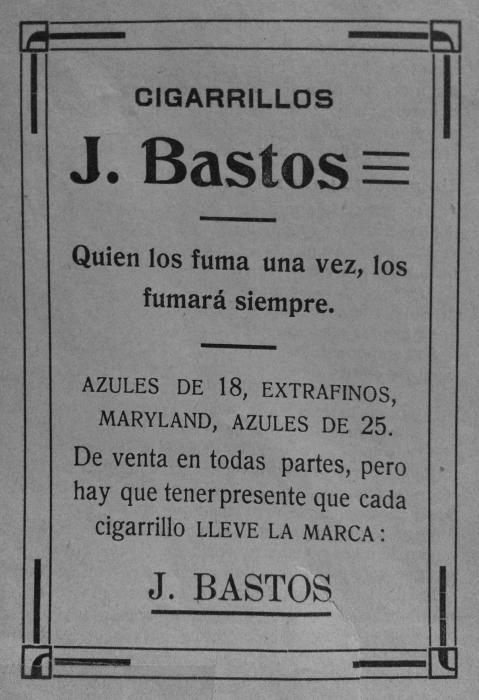 CIGARRILLOS
J. Bastos
Quien los fuma una vez, los
fumará siempre.
AZULES DE 18, EXTRAFINOS,
MARYLAND, AZULES DE 25.
De venta en todas partes, pero
hay que tener presente que cada
cigarrillo LLEVE LA MARCA:
J. BASTOS